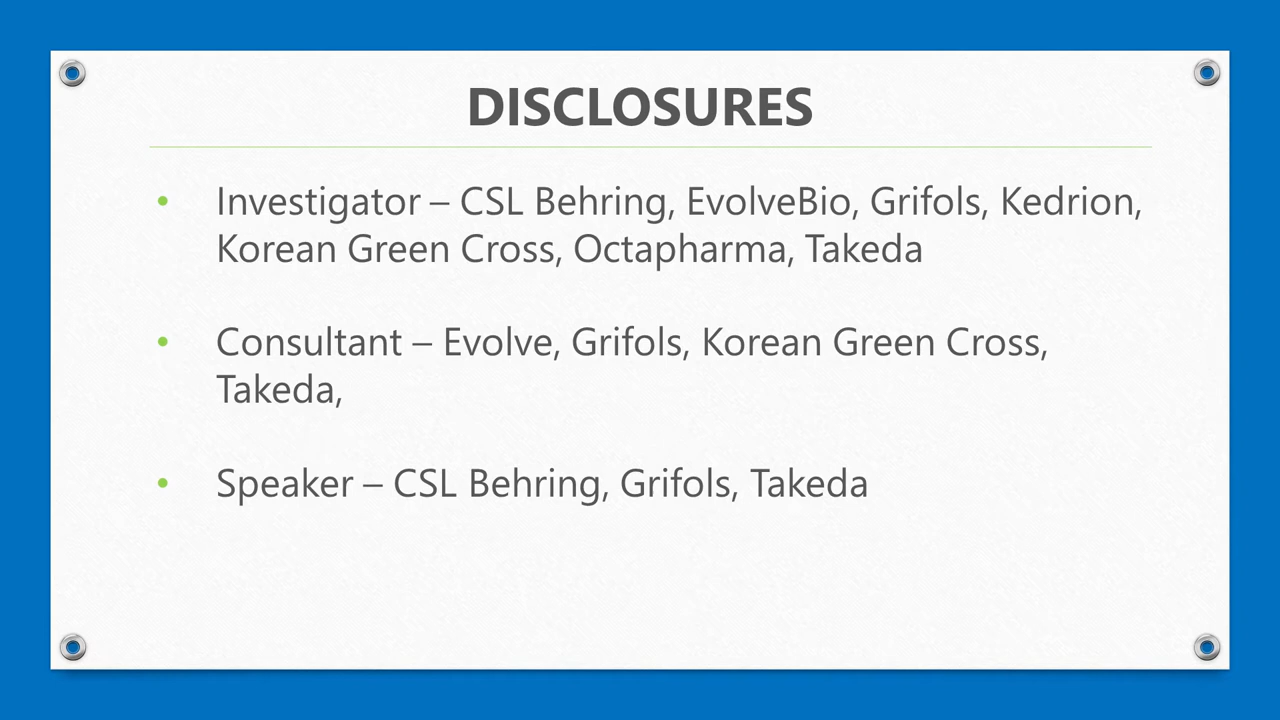 DISCLOSURES
• Investigator – CSL Behring, EvolveBio, Grifols, Kedrion,
Korean Green Cross, Octapharma, Takeda
• Consultant – Evolve, Grifols, Korean Green Cross,
Takeda,
• Speaker – CSL Behring, Grifols, Takeda